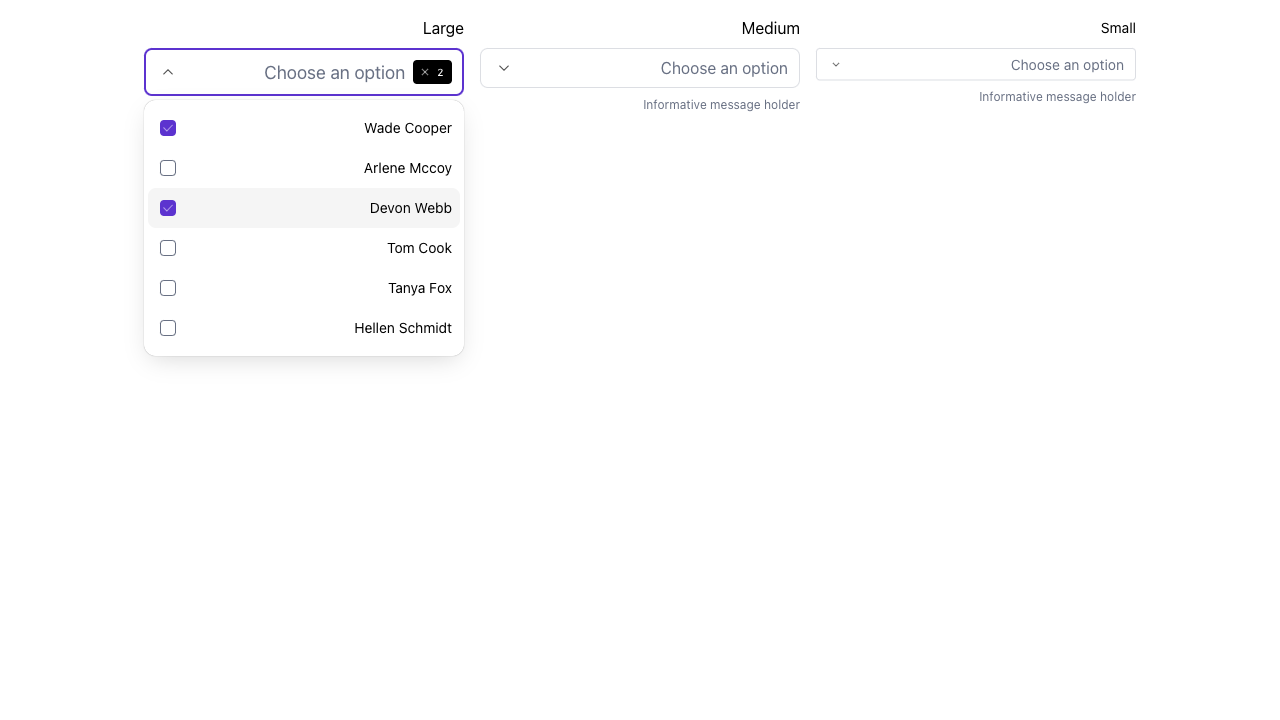 Large
Choose an option 2
Wade Cooper
Arlene Mccoy
Devon Webb
Tom Cook
Tanya Fox
Hellen Schmidt
Medium
Choose an option
Informative message holder
Small
Choose an option
Informative message holder